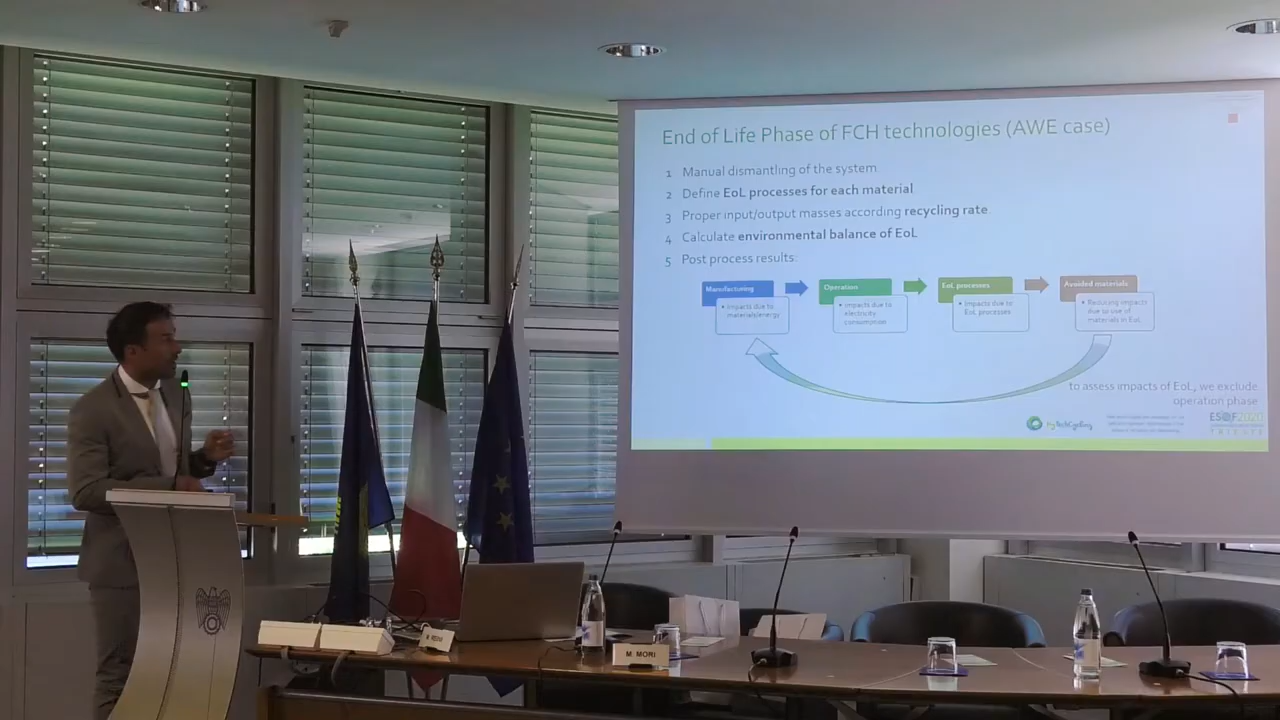 End of Life Phase of FCH technologies (AWE case)
1 Manual dismantling of the system
2 Define EoL processes for each material
3 Proper input/output masses according recycling rate
4 Calculate environmental balance of EoL
5 Post process results:
Manufacturing
Impacts due to
materials/energy
Operation
Impacts due to
electricity
consumption
EoL processes
Impacts due to
EoL processes
Avoided materials
Reducing impacts
due to use of
materials in EoL
to assess impacts of EoL, we exclude
operation phase
HyTechCycling
ESOF2020
TRIESTE
M. MORI